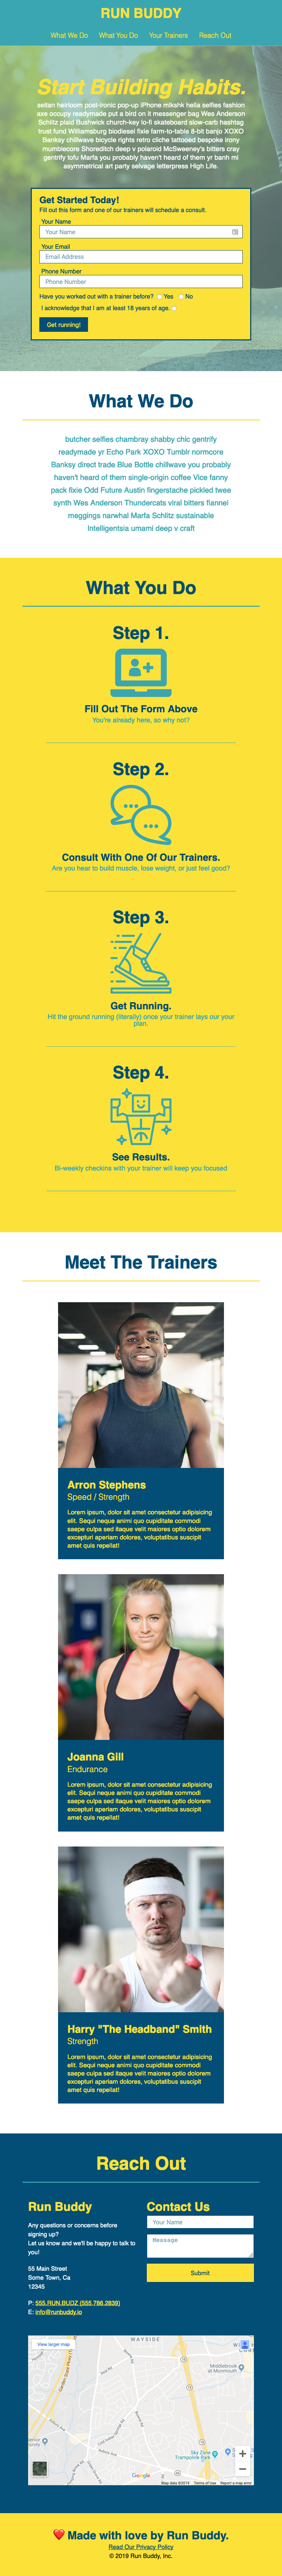 RUN BUDDY
What We Do What You Do Your Trainers Reach Out
Start Building Habits.
seitan heirloom post-ironic pop-up iPhone mlkshk hella selfies fashion
axe occupy readymade put a bird on it messenger bag Wes Anderson
Schlitz plaid Bushwick church-key lo-fi skateboard slow-carb hashtag
trust fund Williamsburg biodiesel fixie farm-to-table 8-bit banjo XOXO
Banksy chillwave bicycle rights retro cliche tattooed bespoke irony
mumblecore Shoreditch deep v polaroid McSweeney's bitters craft
gentrify tofu Marfa you probably haven't heard of them yr banh mi
asymmetrical art party selvage letterpress High Life.
Get Started Today!
Fill out this form and one of our trainers will schedule a consult.
Your Name
Your Name
Your Email
Email Address
Phone Number
Phone Number
Have you worked out with a trainer before? Yes No
I acknowledge that I am at least 18 years of age.
Get running!
What We Do
butcher selfies chambray shabby chic gentrify
readymade yr Echo Park XOXO Tumblr normcore
Banksy direct trade Blue Bottle chillwave you probably
haven't heard of them single-origin coffee Vice fanny
pack fixie Odd Future Austin fingerstache pickled twee
synth Wes Anderson Thundercats viral bitters flannel
meggings narwhal Marfa Schlitz sustainable
Intelligentsia umami deep v craft
What You Do
Step 1.
Fill Out The Form Above
You're already here, so why not?
Step 2.
Consult With One Of Our Trainers.
Are you hear to build muscle, lose weight, or just feel good?
Step 3.
Get Running.
Hit the ground running (literally) once your trainer lays our your
plan.
Step 4.
See Results.
Bi-weekly checkins with your trainer will keep you focused
Meet The Trainers
Arron Stephens
Speed / Strength
Lorem ipsum, dolor sit amet consectetur adipisicing
elit. Sequi neque animi quo cupiditate commodi
saepe culpa sed itaque velit maiores optio dolorem
excepturi aperiam dolores, voluptatibus suscipit
amet quis repellat!
Joanna Gill
Endurance
Lorem ipsum, dolor sit amet consectetur adipisicing
elit. Sequi neque animi quo cupiditate commodi
saepe culpa sed itaque velit maiores optio dolorem
excepturi aperiam dolores, voluptatibus suscipit
amet quis repellat!
Harry "The Headband" Smith
Strength
Lorem ipsum, dolor sit amet consectetur adipisicing
elit. Sequi neque animi quo cupiditate commodi
saepe culpa sed itaque velit maiores optio dolorem
excepturi aperiam dolores, voluptatibus suscipit
amet quis repellat!
Reach Out
Run Buddy
Any questions or concerns before
signing up?
Let us know and we'll be happy to talk to
you!
55 Main Street
Some Town, Ca
12345
P: 555.RUN.BUDZ (555.786.2839)
E: info@runbuddy.io
Contact Us
Your Name
Message
Submit
View larger map
WAYSIDE
Middlebrook
at Monmouth
Sky Zone
Trampoline Park
Google
Map data ©2019 Terms of Use Report a map error
❤️ Made with love by Run Buddy.
Read Our Privacy Policy
© 2019 Run Buddy, Inc.